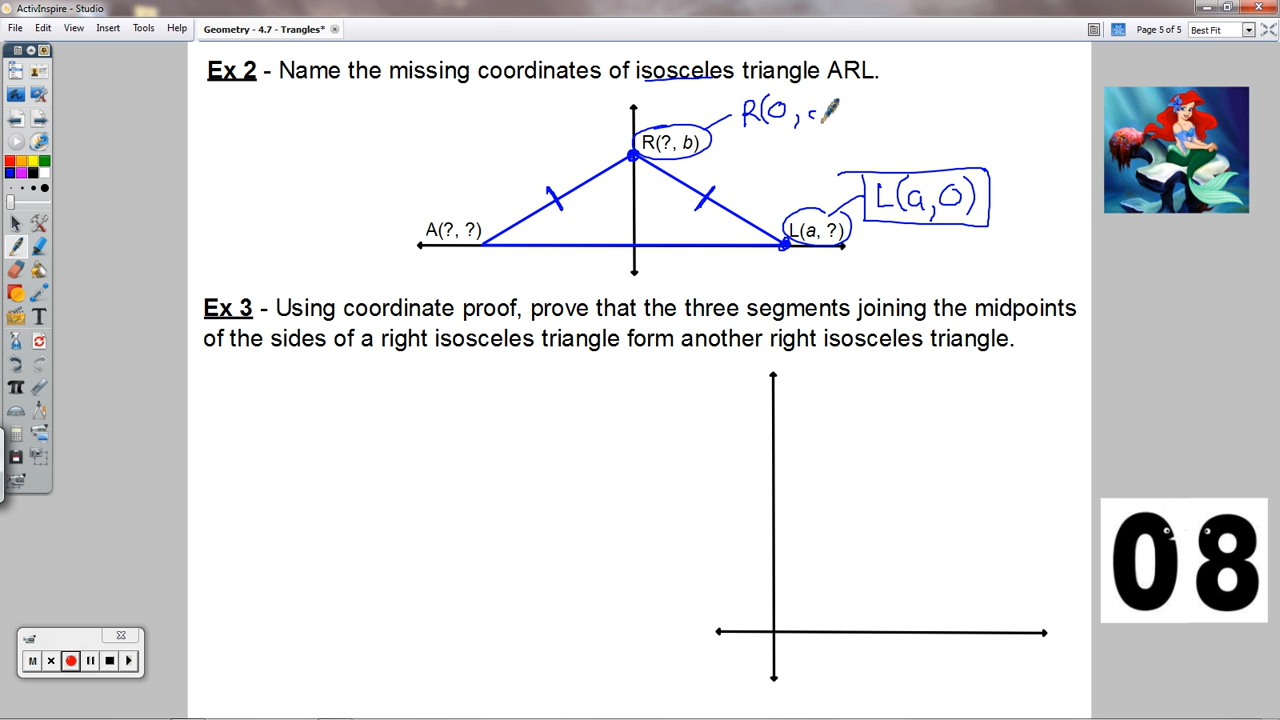 ActivInspire - Studio
File Edit View Insert Tools Help
Geometry - 4.7 - Trangles*
Page 5 of 5
Best Fit
Ex 2 - Name the missing coordinates of isosceles triangle ARL.
R(0,
R(?, b)
L(a, 0)
A(?, ?)
L(a, ?)
Ex 3 - Using coordinate proof, prove that the three segments joining the midpoints
of the sides of a right isosceles triangle form another right isosceles triangle.
08
M